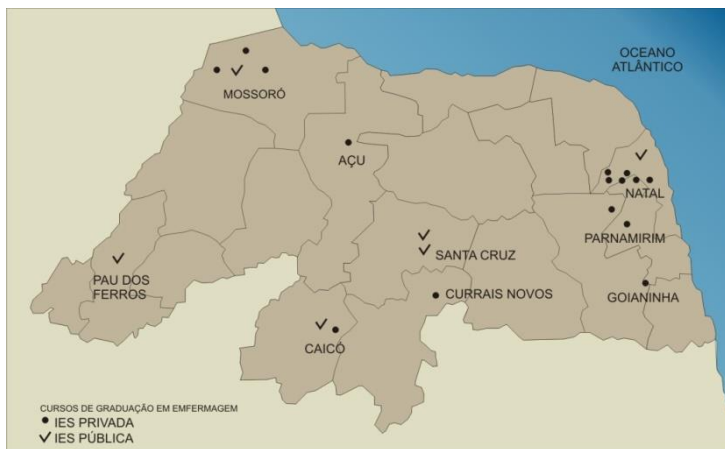 OCEANO
ATLÂNTICO
MOSSORÓ
AÇU
NATAL
PARNAMIRIM
SANTA CRUZ
PAU DOS
FERROS
CURRAIS NOVOS
GOIANINHA
CAICÓ
CURSOS DE GRADUAÇÃO EM EMFERMAGEM
IES PRIVADA
IES PÚBLICA